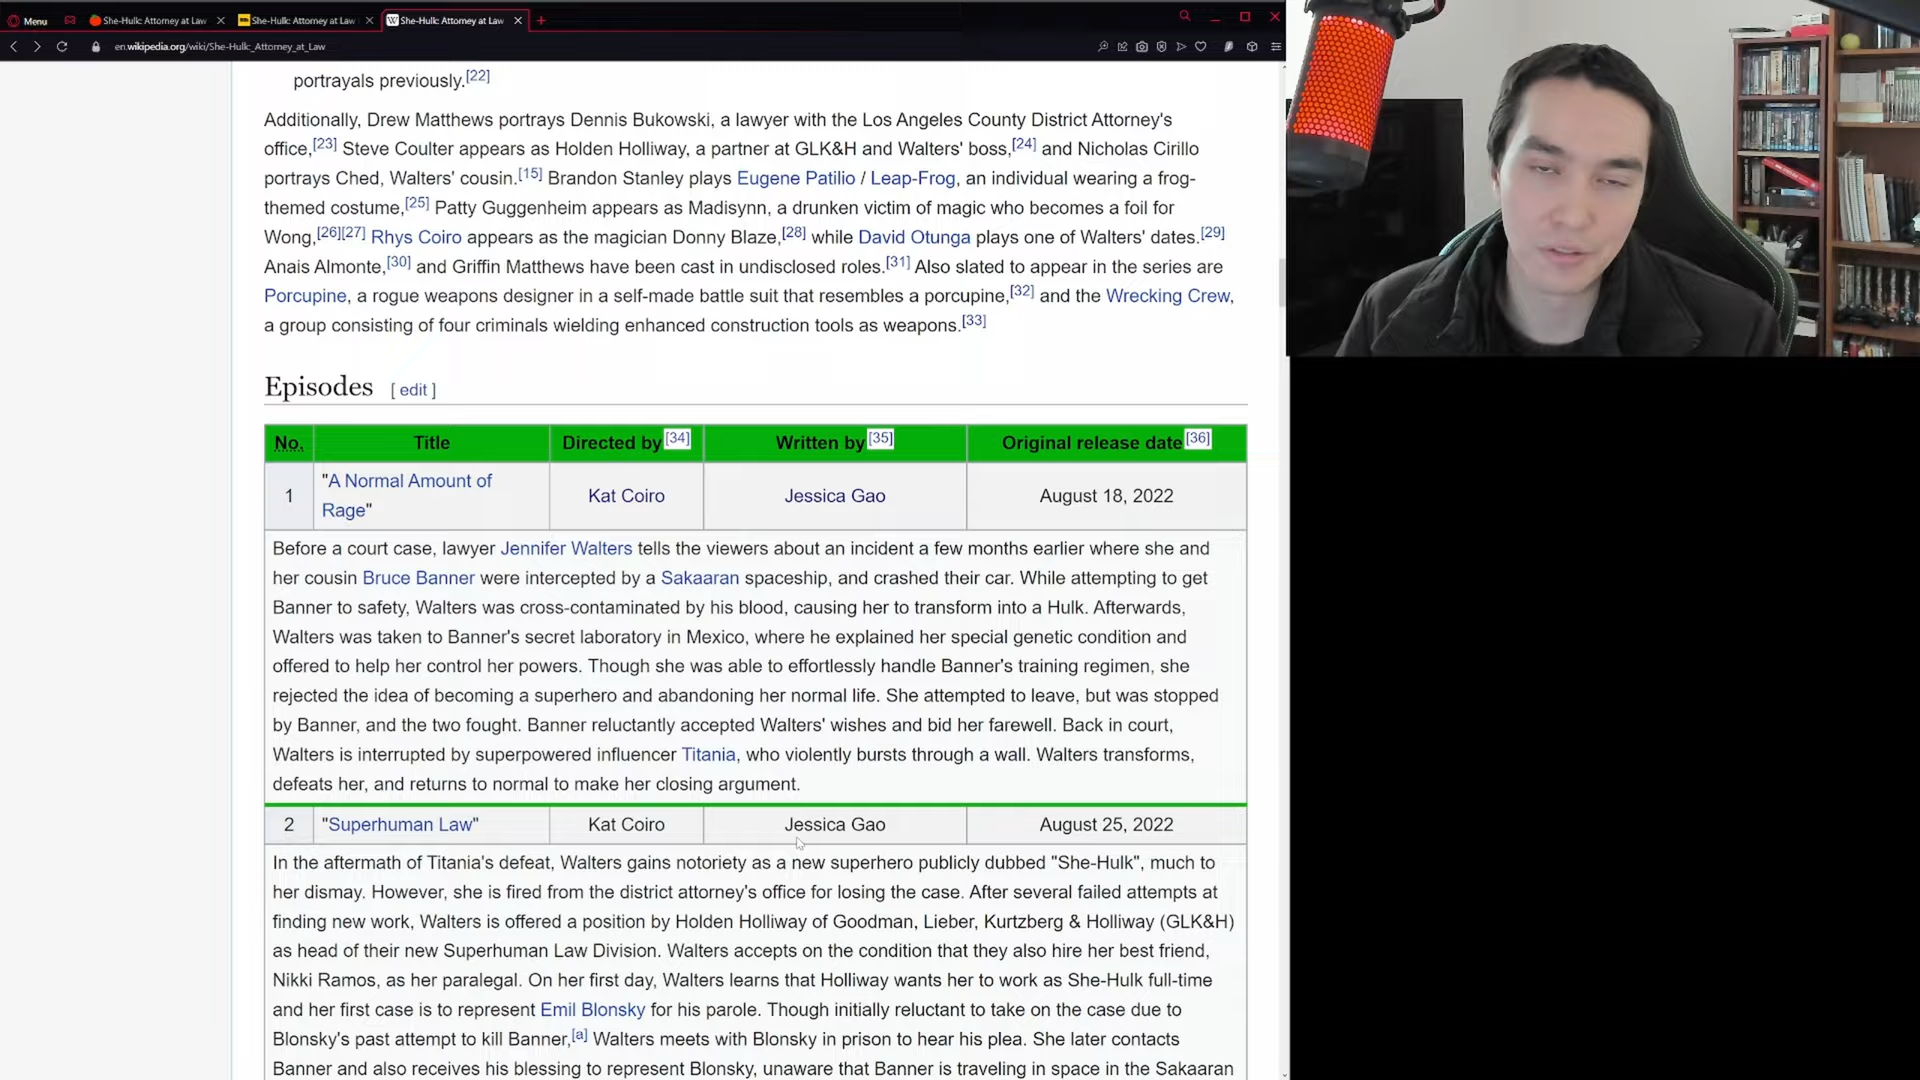 Menu
She-Hulk: Attorney at Law
She-Hulk: Attorney at Law
She-Hulk: Attorney at Law
en.wikipedia.org/wiki/She-Hulk:_Attorney_at_Law
portrayals previously.[22]
Additionally, Drew Matthews portrays Dennis Bukowski, a lawyer with the Los Angeles County District Attorney's
office,[23] Steve Coulter appears as Holden Holliway, a partner at GLK&H and Walters' boss,[24] and Nicholas Cirillo
portrays Ched, Walters' cousin.[15] Brandon Stanley plays Eugene Patilio / Leap-Frog, an individual wearing a frog-
themed costume,[25] Patty Guggenheim appears as Madisynn, a drunken victim of magic who becomes a foil for
Wong,[26][27] Rhys Coiro appears as the magician Donny Blaze,[28] while David Otunga plays one of Walters' dates.[29]
Anais Almonte,[30] and Griffin Matthews have been cast in undisclosed roles.[31] Also slated to appear in the series are
Porcupine, a rogue weapons designer in a self-made battle suit that resembles a porcupine,[32] and the Wrecking Crew,
a group consisting of four criminals wielding enhanced construction tools as weapons.[33]
Episodes [ edit ]
No. Title Directed by[34] Written by[35] Original release date[36]
1 "A Normal Amount of Rage" Kat Coiro Jessica Gao August 18, 2022
Before a court case, lawyer Jennifer Walters tells the viewers about an incident a few months earlier where she and
her cousin Bruce Banner were intercepted by a Sakaaran spaceship, and crashed their car. While attempting to get
Banner to safety, Walters was cross-contaminated by his blood, causing her to transform into a Hulk. Afterwards,
Walters was taken to Banner's secret laboratory in Mexico, where he explained her special genetic condition and
offered to help her control her powers. Though she was able to effortlessly handle Banner's training regimen, she
rejected the idea of becoming a superhero and abandoning her normal life. She attempted to leave, but was stopped
by Banner, and the two fought. Banner reluctantly accepted Walters' wishes and bid her farewell. Back in court,
Walters is interrupted by superpowered influencer Titania, who violently bursts through a wall. Walters transforms,
defeats her, and returns to normal to make her closing argument.
2 "Superhuman Law" Kat Coiro Jessica Gao August 25, 2022
In the aftermath of Titania's defeat, Walters gains notoriety as a new superhero publicly dubbed "She-Hulk", much to
her dismay. However, she is fired from the district attorney's office for losing the case. After several failed attempts at
finding new work, Walters is offered a position by Holden Holliway of Goodman, Lieber, Kurtzberg & Holliway (GLK&H)
as head of their new Superhuman Law Division. Walters accepts on the condition that they also hire her best friend,
Nikki Ramos, as her paralegal. On her first day, Walters learns that Holliway wants her to work as She-Hulk full-time
and her first case is to represent Emil Blonsky for his parole. Though initially reluctant to take on the case due to
Blonsky's past attempt to kill Banner,[a] Walters meets with Blonsky in prison to hear his plea. She later contacts
Banner and also receives his blessing to represent Blonsky, unaware that Banner is traveling in space in the Sakaaran